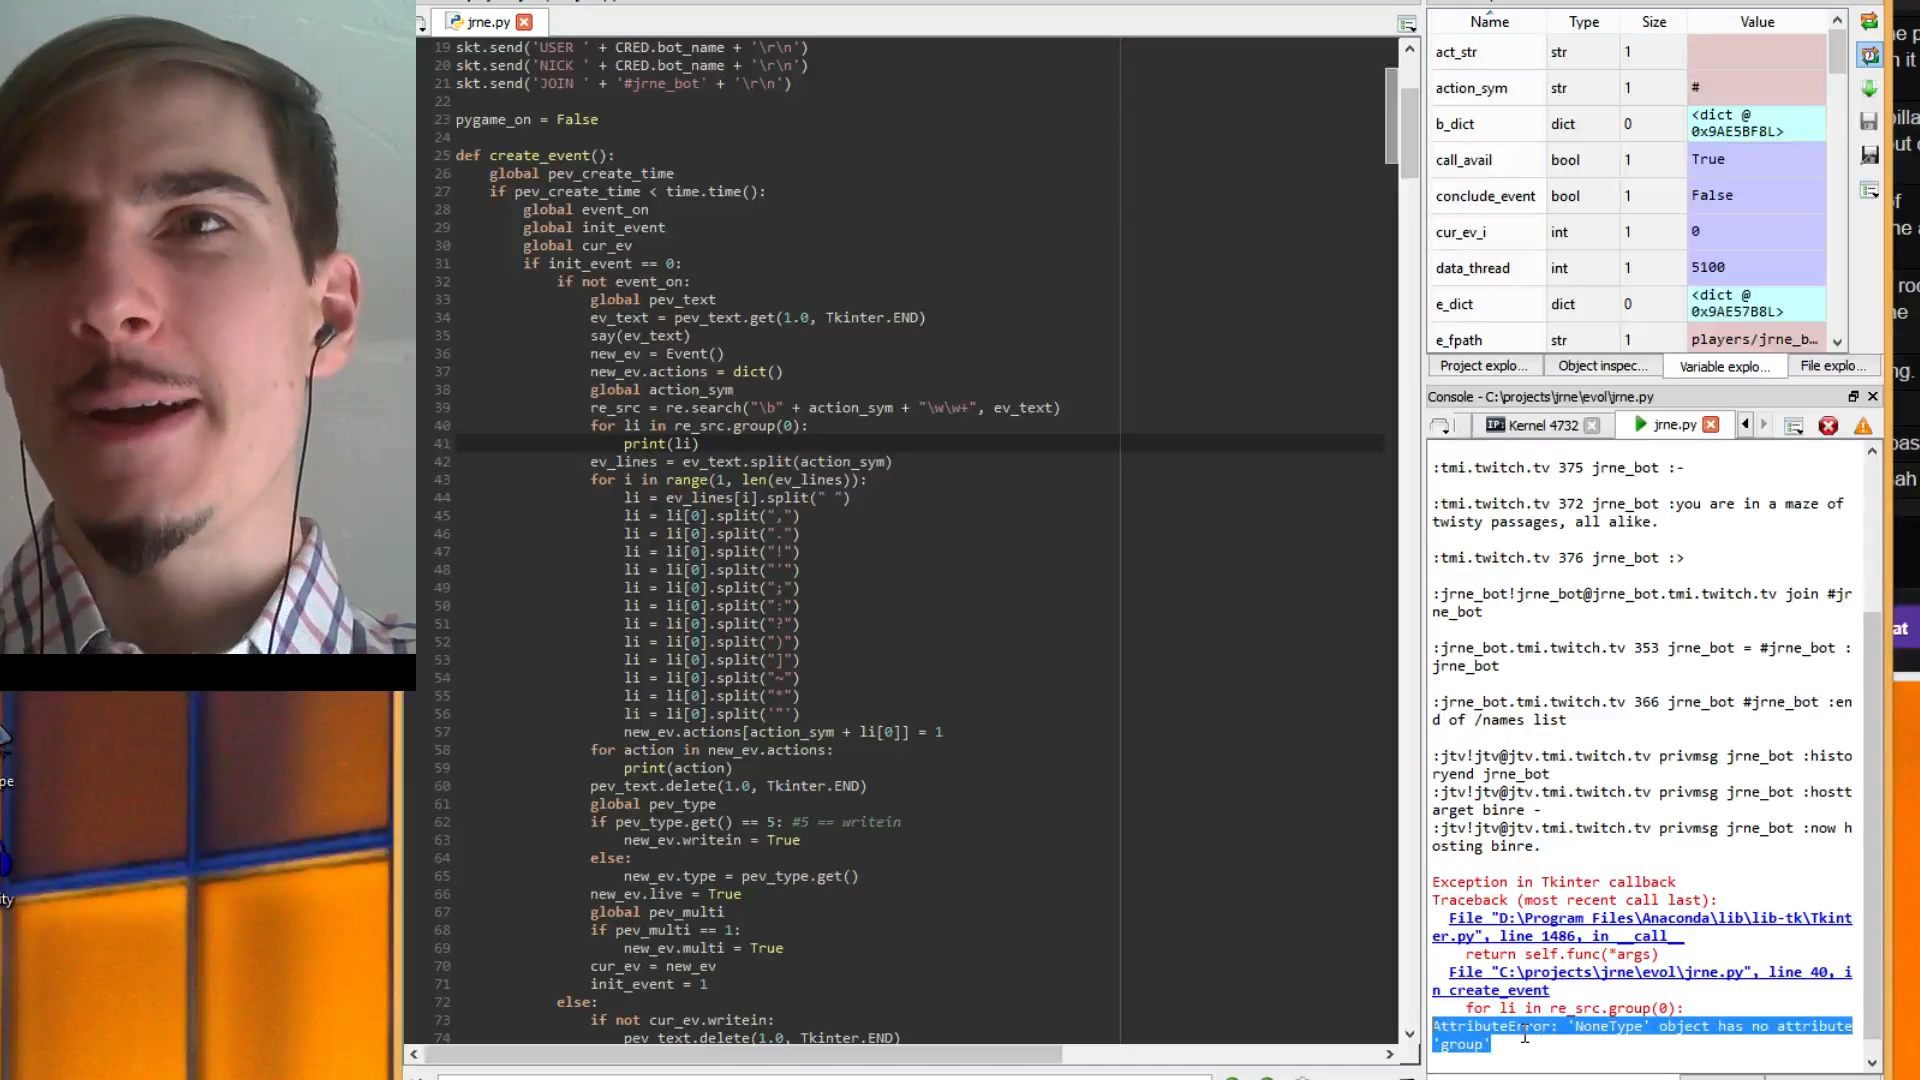 jrne.py
19 skt.send('USER ' + CRED.bot_name + '\r\n')
20 skt.send('NICK ' + CRED.bot_name + '\r\n')
21 skt.send('JOIN ' + '#jrne_bot' + '\r\n')
22
23 pygame_on = False
24
25 def create_event():
26 global pev_create_time
27 if pev_create_time < time.time():
28 global event_on
29 global init_event
30 global cur_ev
31 if init_event == 0:
32 if not event_on:
33 global pev_text
34 ev_text = pev_text.get(1.0, Tkinter.END)
35 say(ev_text)
36 new_ev = Event()
37 new_ev.actions = dict()
38 global action_sym
39 re_src = re.search("\b" + action_sym + "\w\w+", ev_text)
40 for li in re_src.group(0):
41 print(li)
42 ev_lines = ev_text.split(action_sym)
43 for i in range(1, len(ev_lines)):
44 li = ev_lines[i].split(" ")
45 li = li[0].split(",")
46 li = li[0].split(".")
47 li = li[0].split("!")
48 li = li[0].split("'")
49 li = li[0].split(";")
50 li = li[0].split(":")
51 li = li[0].split("?")
52 li = li[0].split(")")
53 li = li[0].split("]")
54 li = li[0].split("~")
55 li = li[0].split("*")
56 li = li[0].split('"')
57 new_ev.actions[action_sym + li[0]] = 1
58 for action in new_ev.actions:
59 print(action)
60 pev_text.delete(1.0, Tkinter.END)
61 global pev_type
62 if pev_type.get() == 5: #5 == writein
63 new_ev.writein = True
64 else:
65 new_ev.type = pev_type.get()
66 new_ev.live = True
67 global pev_multi
68 if pev_multi == 1:
69 new_ev.multi = True
70 cur_ev = new_ev
71 init_event = 1
72 else:
73 if not cur_ev.writein:
74 pev_text.delete(1.0, Tkinter.END)
Name Type Size Value
act_str str 1
action_sym str 1 #
b_dict dict 0 <dict @ 0x9AE5BF8L>
call_avail bool 1 True
conclude_event bool 1 False
cur_ev_i int 1 0
data_thread int 1 5100
e_dict dict 0 <dict @ 0x9AE57B8L>
e_fpath str 1 players/jrne_b...
Project explo... Object inspec... Variable explo... File explo...
Console - C:\projects\jrne\evol\jrne.py
IP: Kernel 4732 jrne.py
:tmi.twitch.tv 375 jrne_bot :-
:tmi.twitch.tv 372 jrne_bot :you are in a maze of
twisty passages, all alike.
:tmi.twitch.tv 376 jrne_bot :>
:jrne_bot!jrne_bot@jrne_bot.tmi.twitch.tv join #jr
ne_bot
:jrne_bot.tmi.twitch.tv 353 jrne_bot = #jrne_bot :
jrne_bot
:jrne_bot.tmi.twitch.tv 366 jrne_bot #jrne_bot :en
d of /names list
:jtv!jtv@jtv.tmi.twitch.tv privmsg jrne_bot :histo
ryend jrne_bot
:jtv!jtv@jtv.tmi.twitch.tv privmsg jrne_bot :hostt
arget binre -
:jtv!jtv@jtv.tmi.twitch.tv privmsg jrne_bot :now h
osting binre.
Exception in Tkinter callback
Traceback (most recent call last):
File "D:\Program Files\Anaconda\lib\lib-tk\Tkint
er.py", line 1486, in __call__
return self.func(*args)
File "C:\projects\jrne\evol\jrne.py", line 40, i
n create_event
for li in re_src.group(0):
AttributeError: 'NoneType' object has no attribute
'group'